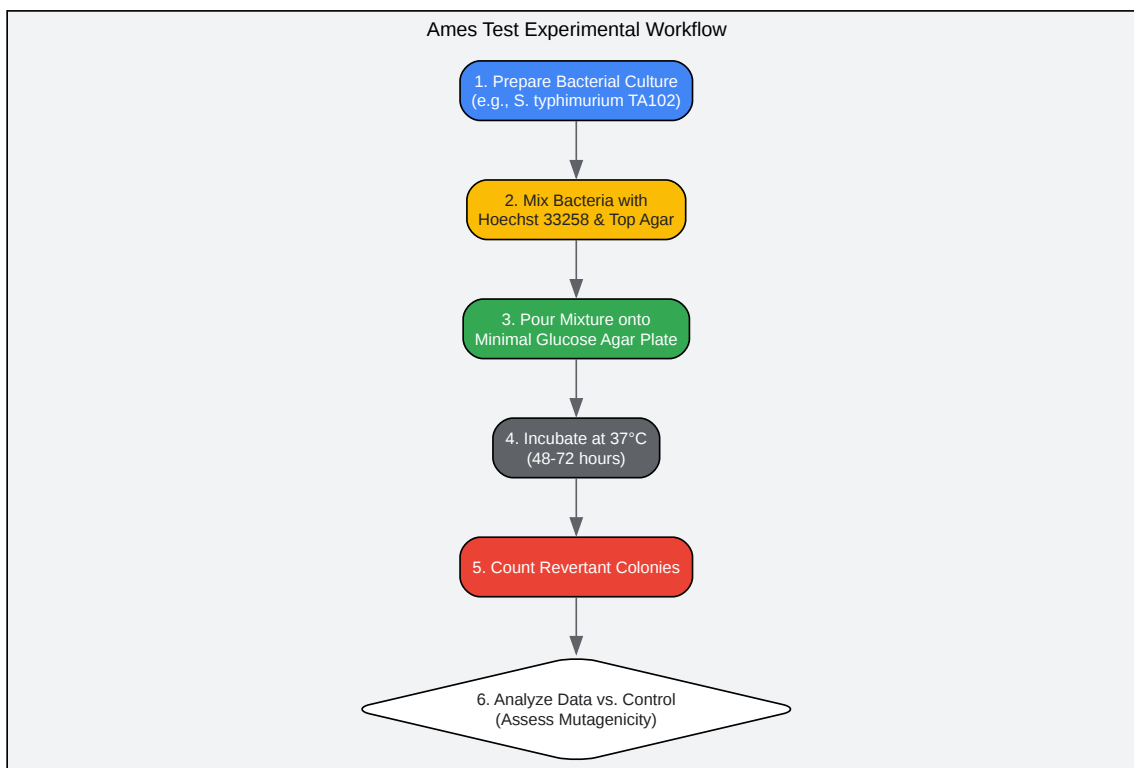 Ames Test Experimental Workflow
1. Prepare Bacterial Culture
(e.g., S. typhimurium TA102)
2. Mix Bacteria with
Hoechst 33258 & Top Agar
3. Pour Mixture onto
Minimal Glucose Agar Plate
4. Incubate at 37°C
(48-72 hours)
5. Count Revertant Colonies
6. Analyze Data vs. Control
(Assess Mutagenicity)